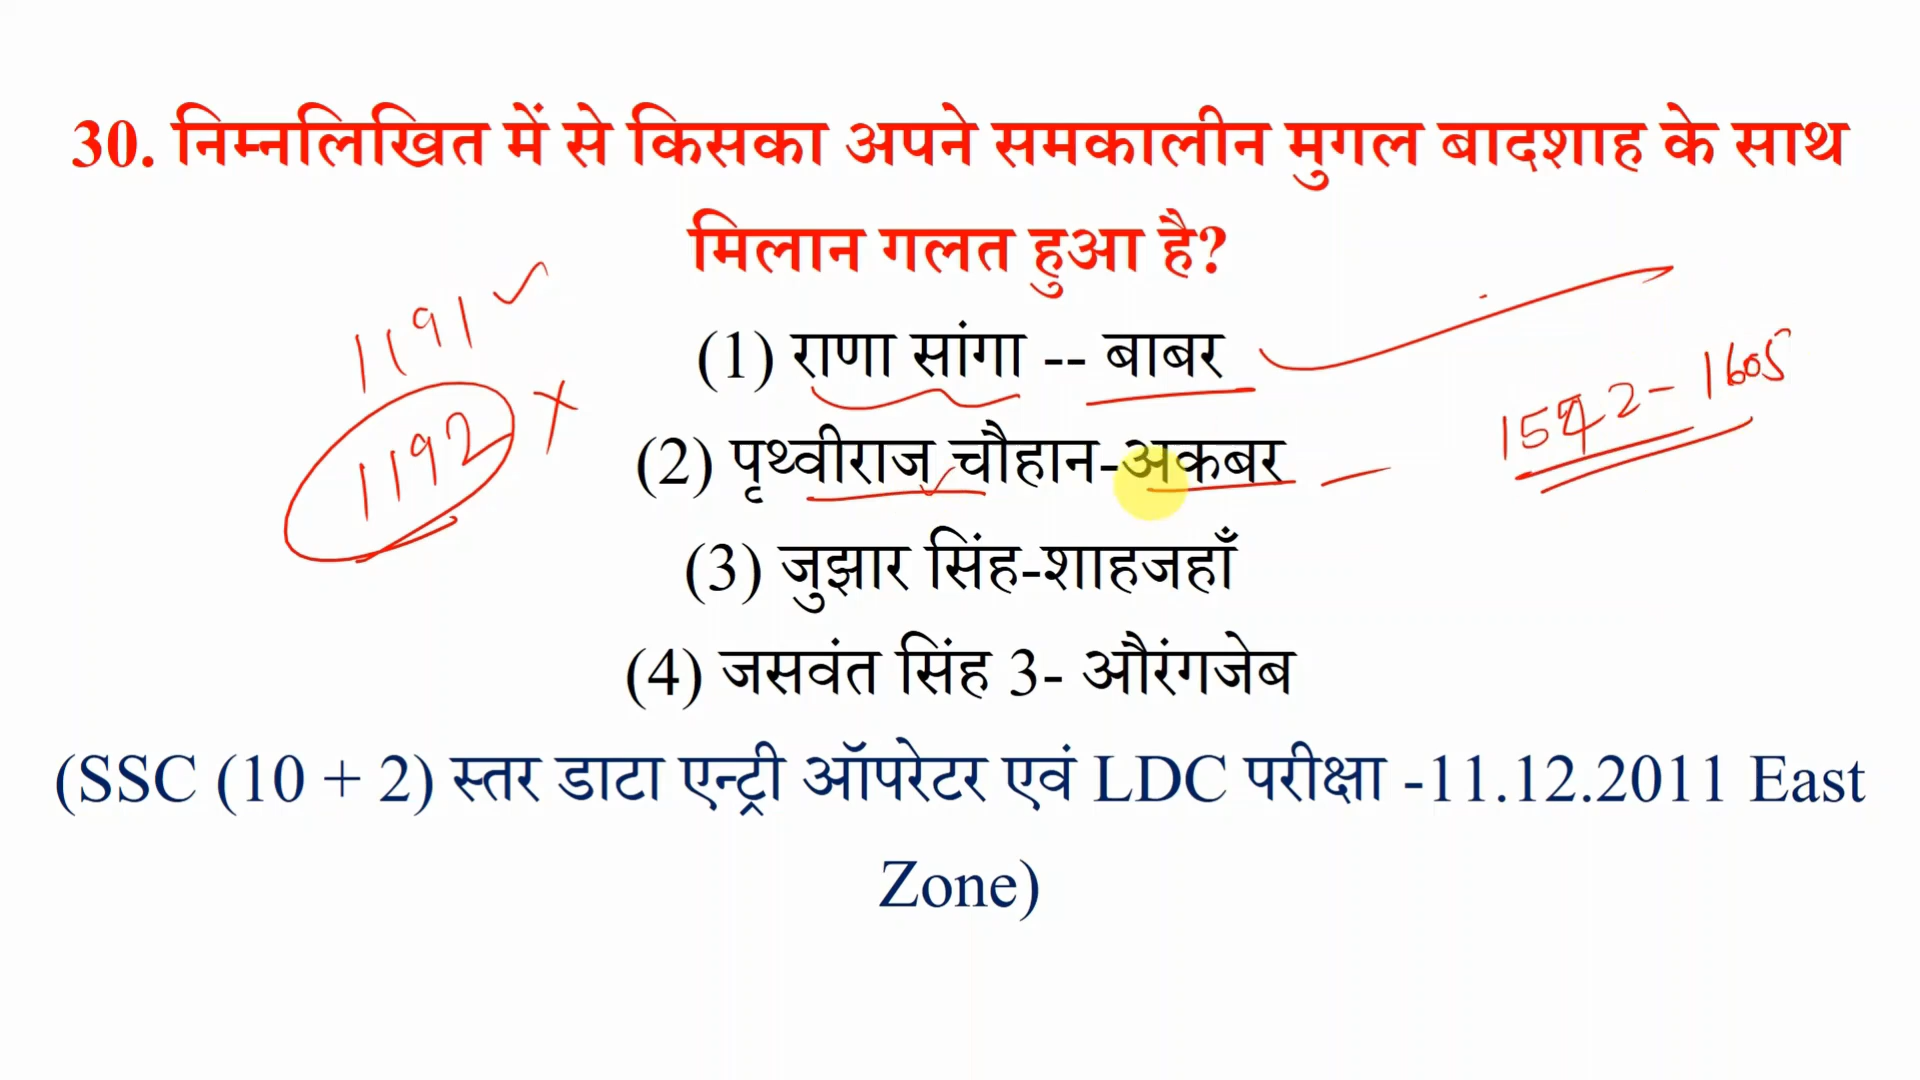 30. निम्नलिखित में से किसका अपने समकालीन मुगल बादशाह के साथ
मिलान गलत हुआ है?
1191
(1) राणा सांगा -- बाबर
1542 - 1605
1192
(2) पृथ्वीराज चौहान-अकबर
(3) जुझार सिंह-शाहजहाँ
(4) जसवंत सिंह 3- औरंगजेब
(SSC (10 + 2) स्तर डाटा एन्ट्री ऑपरेटर एवं LDC परीक्षा -11.12.2011 East
Zone)